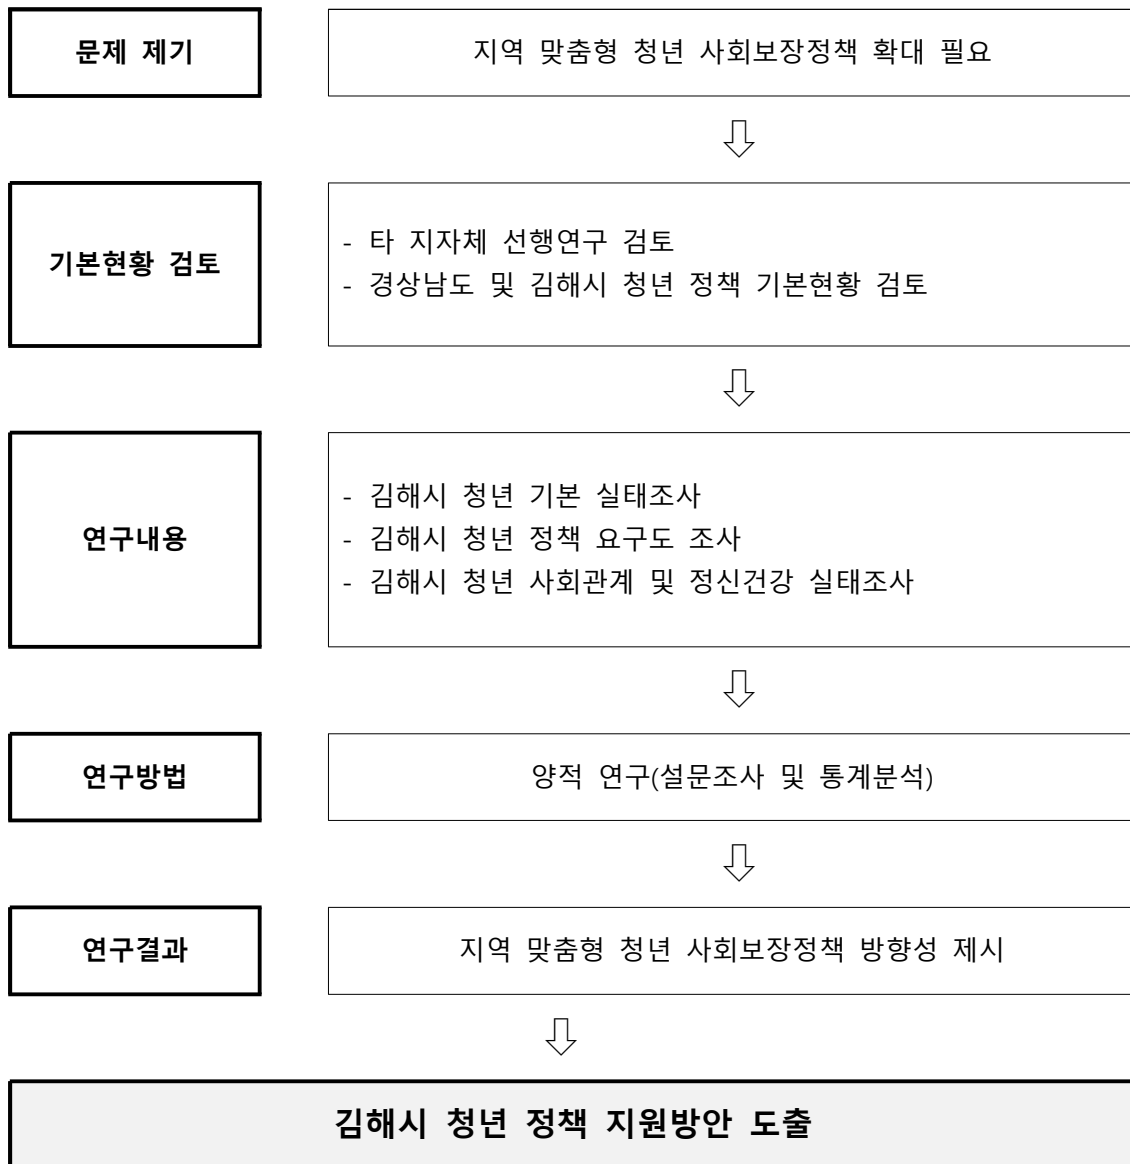 문제 제기
지역 맞춤형 청년 사회보장정책 확대 필요
기본현황 검토
- 타 지자체 선행연구 검토
- 경상남도 및 김해시 청년 정책 기본현황 검토
연구내용
- 김해시 청년 기본 실태조사
- 김해시 청년 정책 요구도 조사
- 김해시 청년 사회관계 및 정신건강 실태조사
연구방법
양적 연구(설문조사 및 통계분석)
연구결과
지역 맞춤형 청년 사회보장정책 방향성 제시
김해시 청년 정책 지원방안 도출